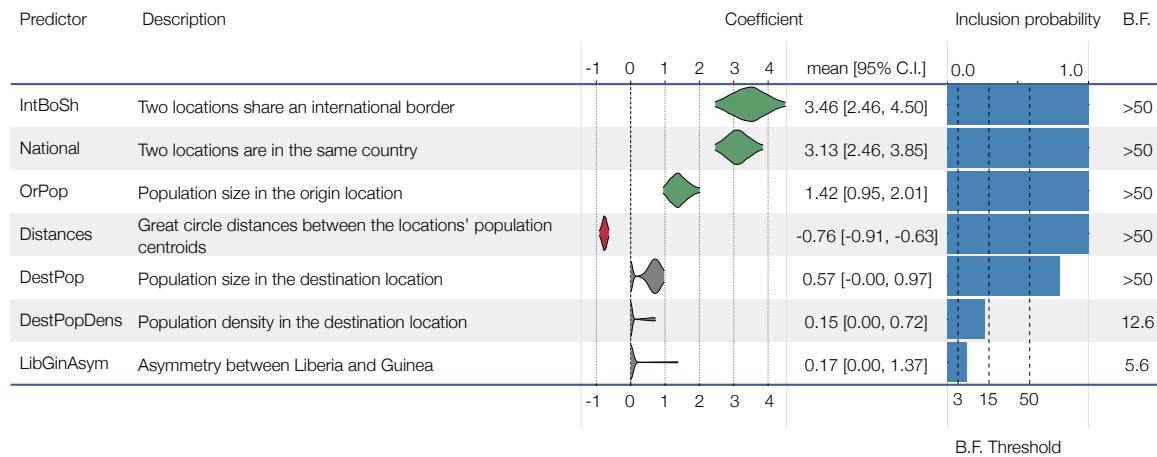 Predictor Description Coefficient Inclusion probability B.F.
-1 0 1 2 3 4 mean [95% C.I.] 0.0 1.0
IntBoSh Two locations share an international border 3.46 [2.46, 4.50] >50
National Two locations are in the same country 3.13 [2.46, 3.85] >50
OrPop Population size in the origin location 1.42 [0.95, 2.01] >50
Distances Great circle distances between the locations’ population
centroids -0.76 [-0.91, -0.63] >50
DestPop Population size in the destination location 0.57 [-0.00, 0.97] >50
DestPopDens Population density in the destination location 0.15 [0.00, 0.72] 12.6
LibGinAsym Asymmetry between Liberia and Guinea 0.17 [0.00, 1.37] 5.6
-1 0 1 2 3 4 3 15 50
B.F. Threshold